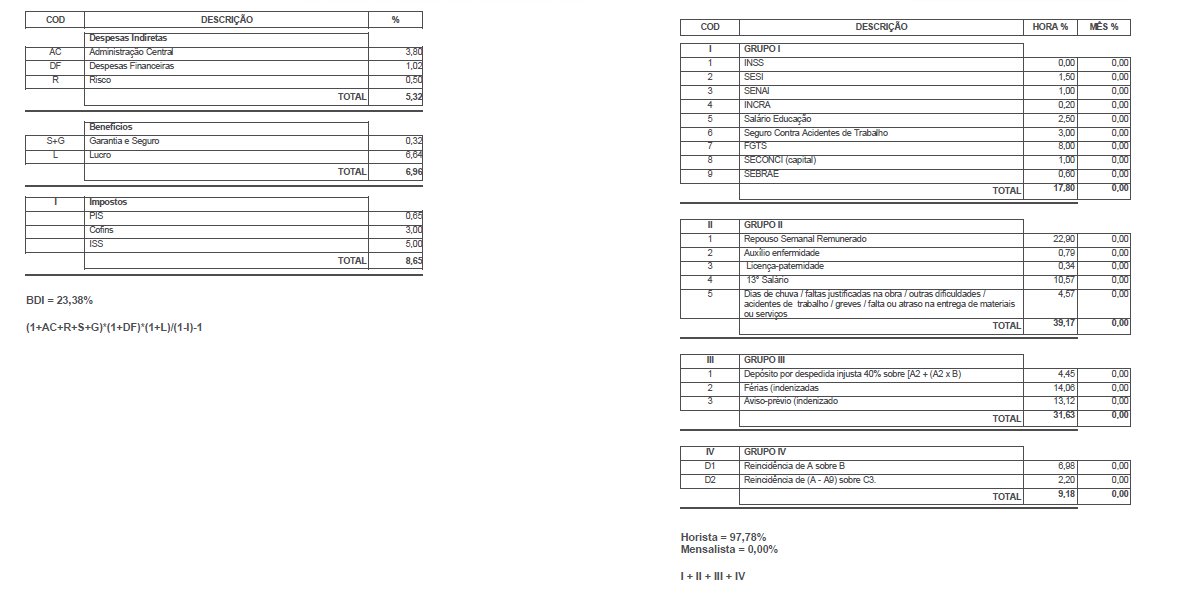 COD DESCRIÇÃO %
Despesas Indiretas
AC Administração Central 3,80
DF Despesas Financeiras 1,02
R Risco 0,50
TOTAL 5,32
Benefícios
S+G Garantia e Seguro 0,32
L Lucro 6,64
TOTAL 6,96
I Impostos
PIS 0,65
Cofins 3,00
ISS 5,00
TOTAL 8,65
BDI = 23,38%
(1+AC+R+S+G)*(1+DF)*(1+L)/(1-I)-1
COD DESCRIÇÃO HORA % MÊS %
I GRUPO I
1 INSS 0,00 0,00
2 SESI 1,50 0,00
3 SENAI 1,00 0,00
4 INCRA 0,20 0,00
5 Salário Educação 2,50 0,00
6 Seguro Contra Acidentes de Trabalho 3,00 0,00
7 FGTS 8,00 0,00
8 SECONCI (capital) 1,00 0,00
9 SEBRAE 0,60 0,00
TOTAL 17,80 0,00
II GRUPO II
1 Repouso Semanal Remunerado 22,90 0,00
2 Auxílio enfermidade 0,79 0,00
3 Licença-paternidade 0,34 0,00
4 13° Salário 10,57 0,00
5 Dias de chuva / faltas justificadas na obra / outras dificuldades / 4,57 0,00
acidentes de trabalho / greves / falta ou atraso na entrega de materiais
ou serviços
TOTAL 39,17 0,00
III GRUPO III
1 Depósito por despedida injusta 40% sobre [A2 + (A2 x B) 4,45 0,00
2 Férias (indenizadas 14,06 0,00
3 Aviso-prévio (indenizado 13,12 0,00
TOTAL 31,63 0,00
IV GRUPO IV
D1 Reincidência de A sobre B 6,98 0,00
D2 Reincidência de (A - A9) sobre C3. 2,20 0,00
TOTAL 9,18 0,00
Horista = 97,78%
Mensalista = 0,00%
I + II + III + IV